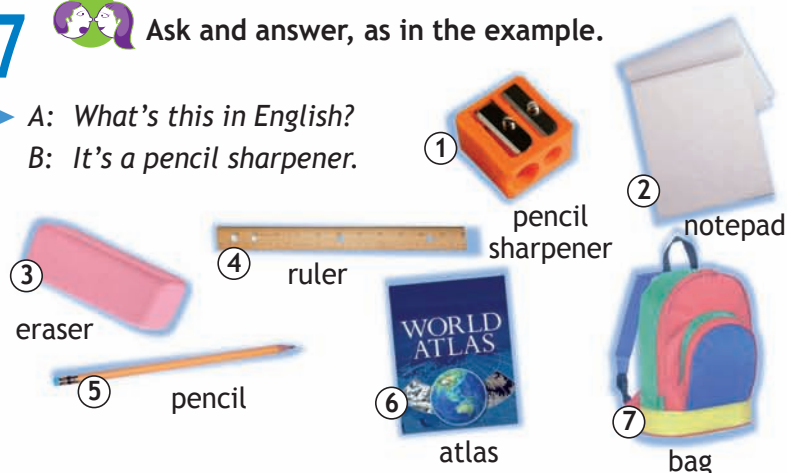 7
Ask and answer, as in the example.
A: What's this in English?
B: It's a pencil sharpener.
1
pencil
sharpener
2
notepad
3
eraser
4
ruler
5
pencil
6
WORLD
ATLAS
atlas
7
bag